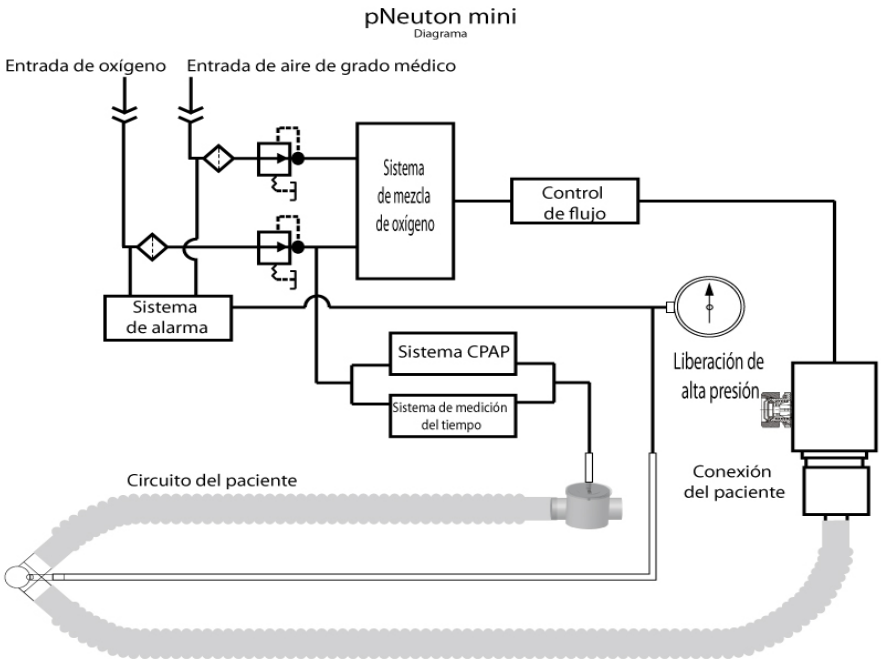 pNeuton mini
Diagrama
Entrada de oxígeno
Entrada de aire de grado médico
Sistema
de mezcla
de oxígeno
Control
de flujo
Sistema
de alarma
Sistema CPAP
Liberación de
alta presión
Sistema de medición
del tiempo
Circuito del paciente
Conexión
del paciente